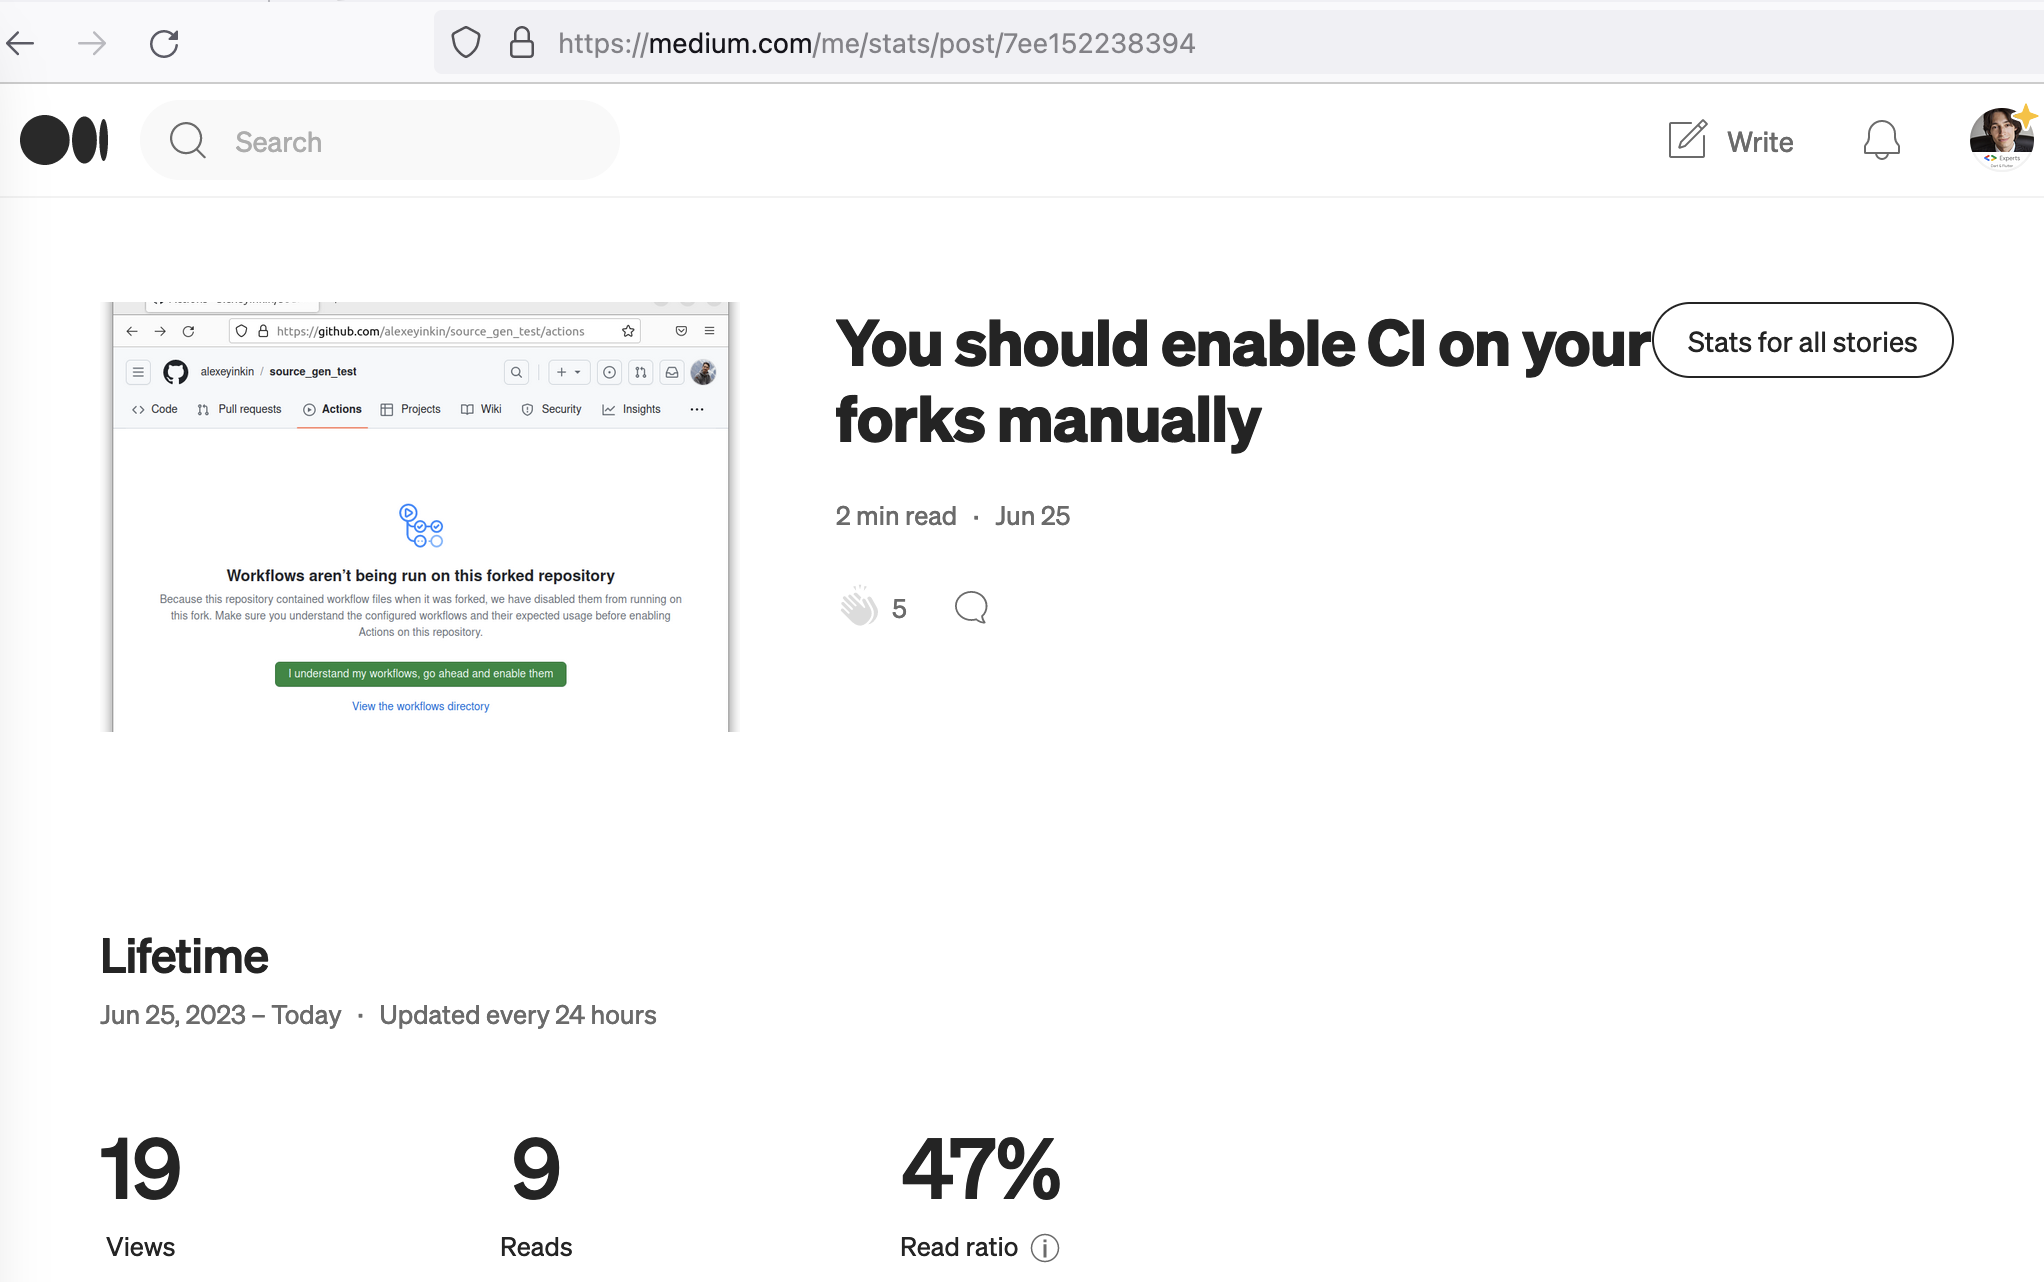 https://medium.com/me/stats/post/7ee152238394
Search
Write
Experts
https://github.com/alexeyinkin/source_gen_test/actions
alexeyinkin / source_gen_test
Code Pull requests Actions Projects Wiki Security Insights
Workflows aren't being run on this forked repository
Because this repository contained workflow files when it was forked, we have disabled them from running on
this fork. Make sure you understand the configured workflows and their expected usage before enabling
Actions on this repository.
I understand my workflows, go ahead and enable them
View the workflows directory
You should enable CI on your
forks manually
Stats for all stories
2 min read · Jun 25
5
Lifetime
Jun 25, 2023 – Today · Updated every 24 hours
19
Views
9
Reads
47%
Read ratio